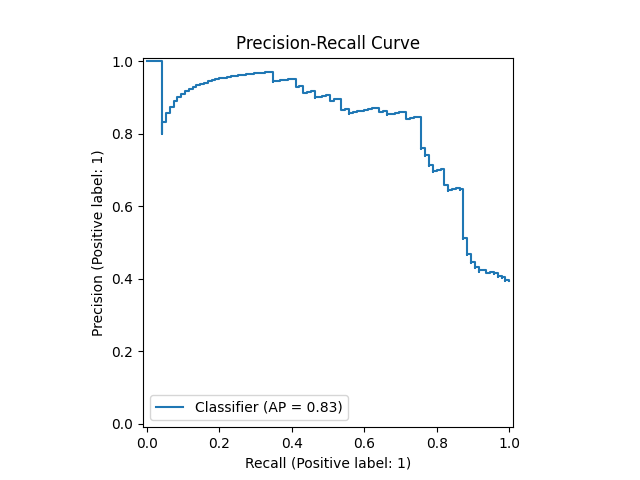 Precision-Recall Curve
1.0
0.8
0.6
0.4
0.2
0.0
Precision (Positive label: 1)
Classifier (AP = 0.83)
0.0 0.2 0.4 0.6 0.8 1.0
Recall (Positive label: 1)